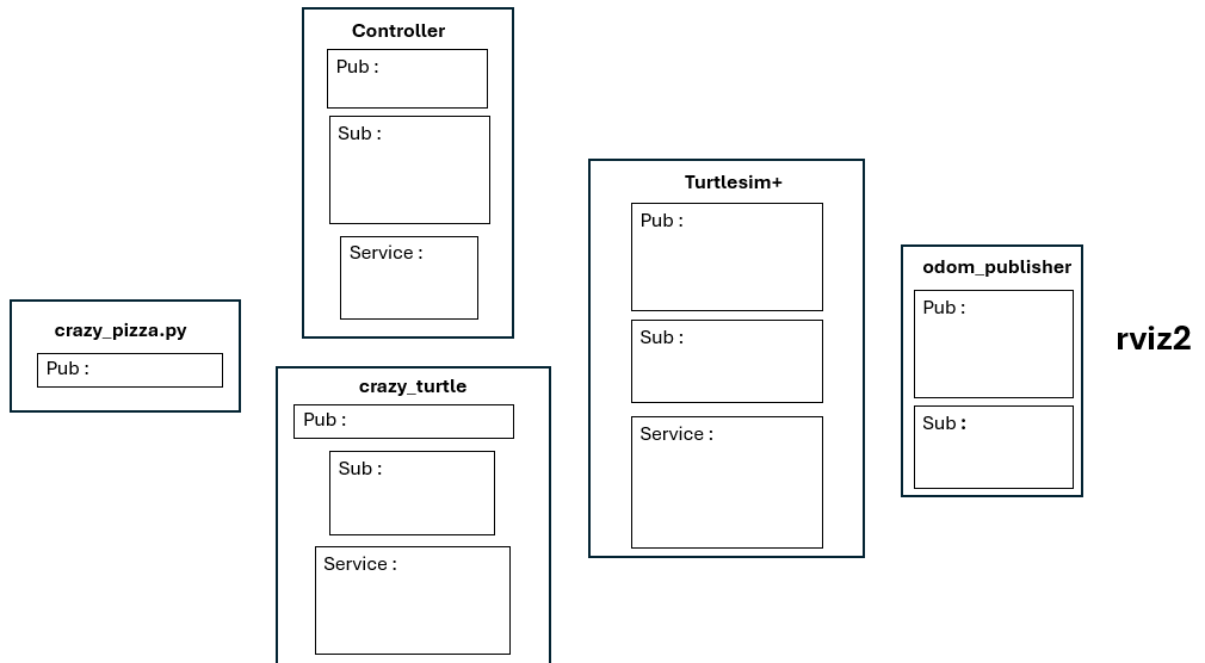 Controller
Pub :
Sub :
Service :
crazy_pizza.py
Pub :
crazy_turtle
Pub :
Sub :
Service :
Turtlesim+
Pub :
Sub :
Service :
odom_publisher
Pub :
Sub :
rviz2